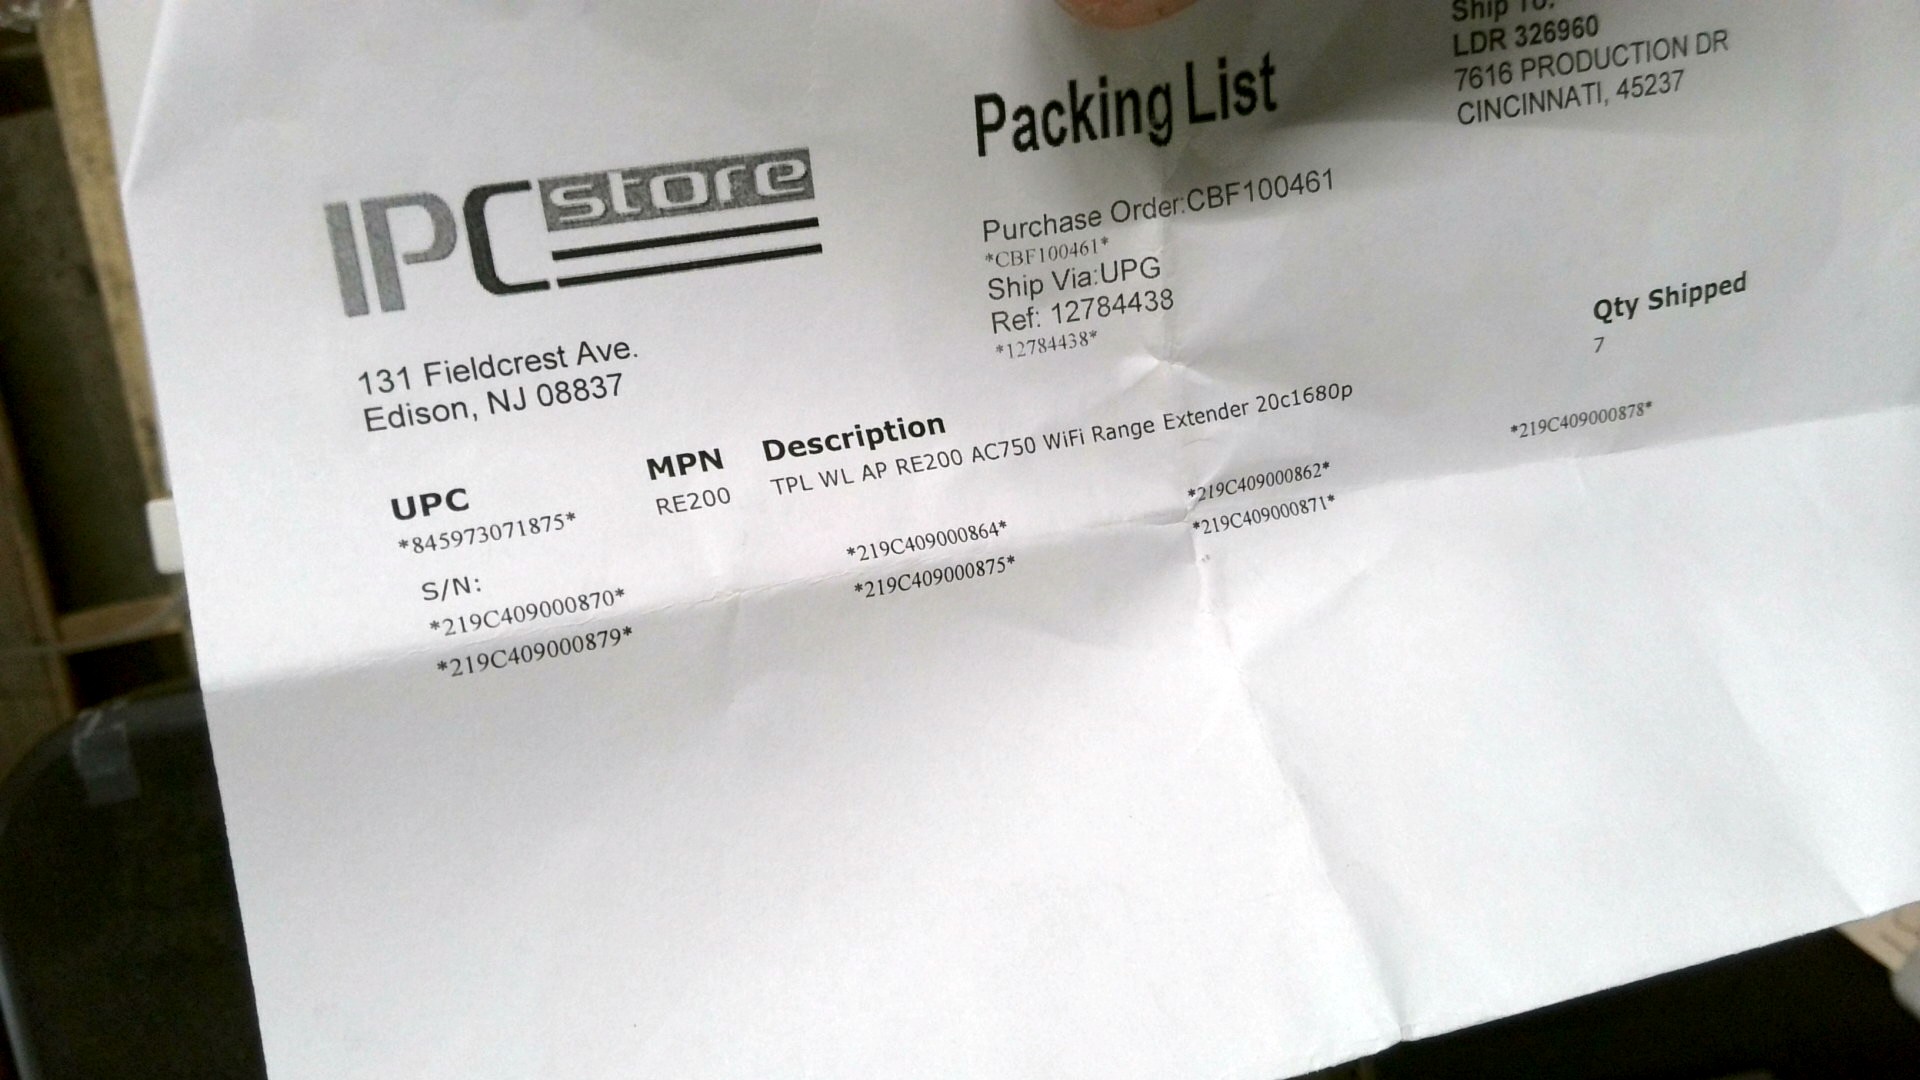 IPC store
131 Fieldcrest Ave.
Edison, NJ 08837
Packing List
Purchase Order:CBF100461
*CBF100461*
Ship Via:UPG
Ref: 12784438
*12784438*
Ship To:
LDR 326960
7616 PRODUCTION DR
CINCINNATI, 45237
UPC MPN Description Qty Shipped
*845973071875* RE200 TPL WL AP RE200 AC750 WiFi Range Extender 20c1680p 7
S/N:
*219C409000870* *219C409000864* *219C409000862* *219C409000878*
*219C409000879* *219C409000875* *219C409000871*